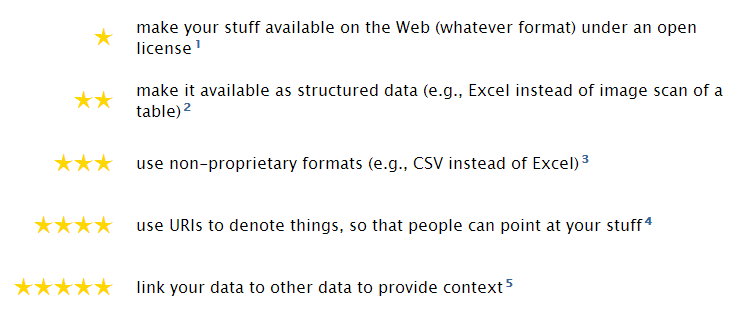 make your stuff available on the Web (whatever format) under an open
license 1
make it available as structured data (e.g., Excel instead of image scan of a
table) 2
use non-proprietary formats (e.g., CSV instead of Excel) 3
use URIs to denote things, so that people can point at your stuff 4
link your data to other data to provide context 5